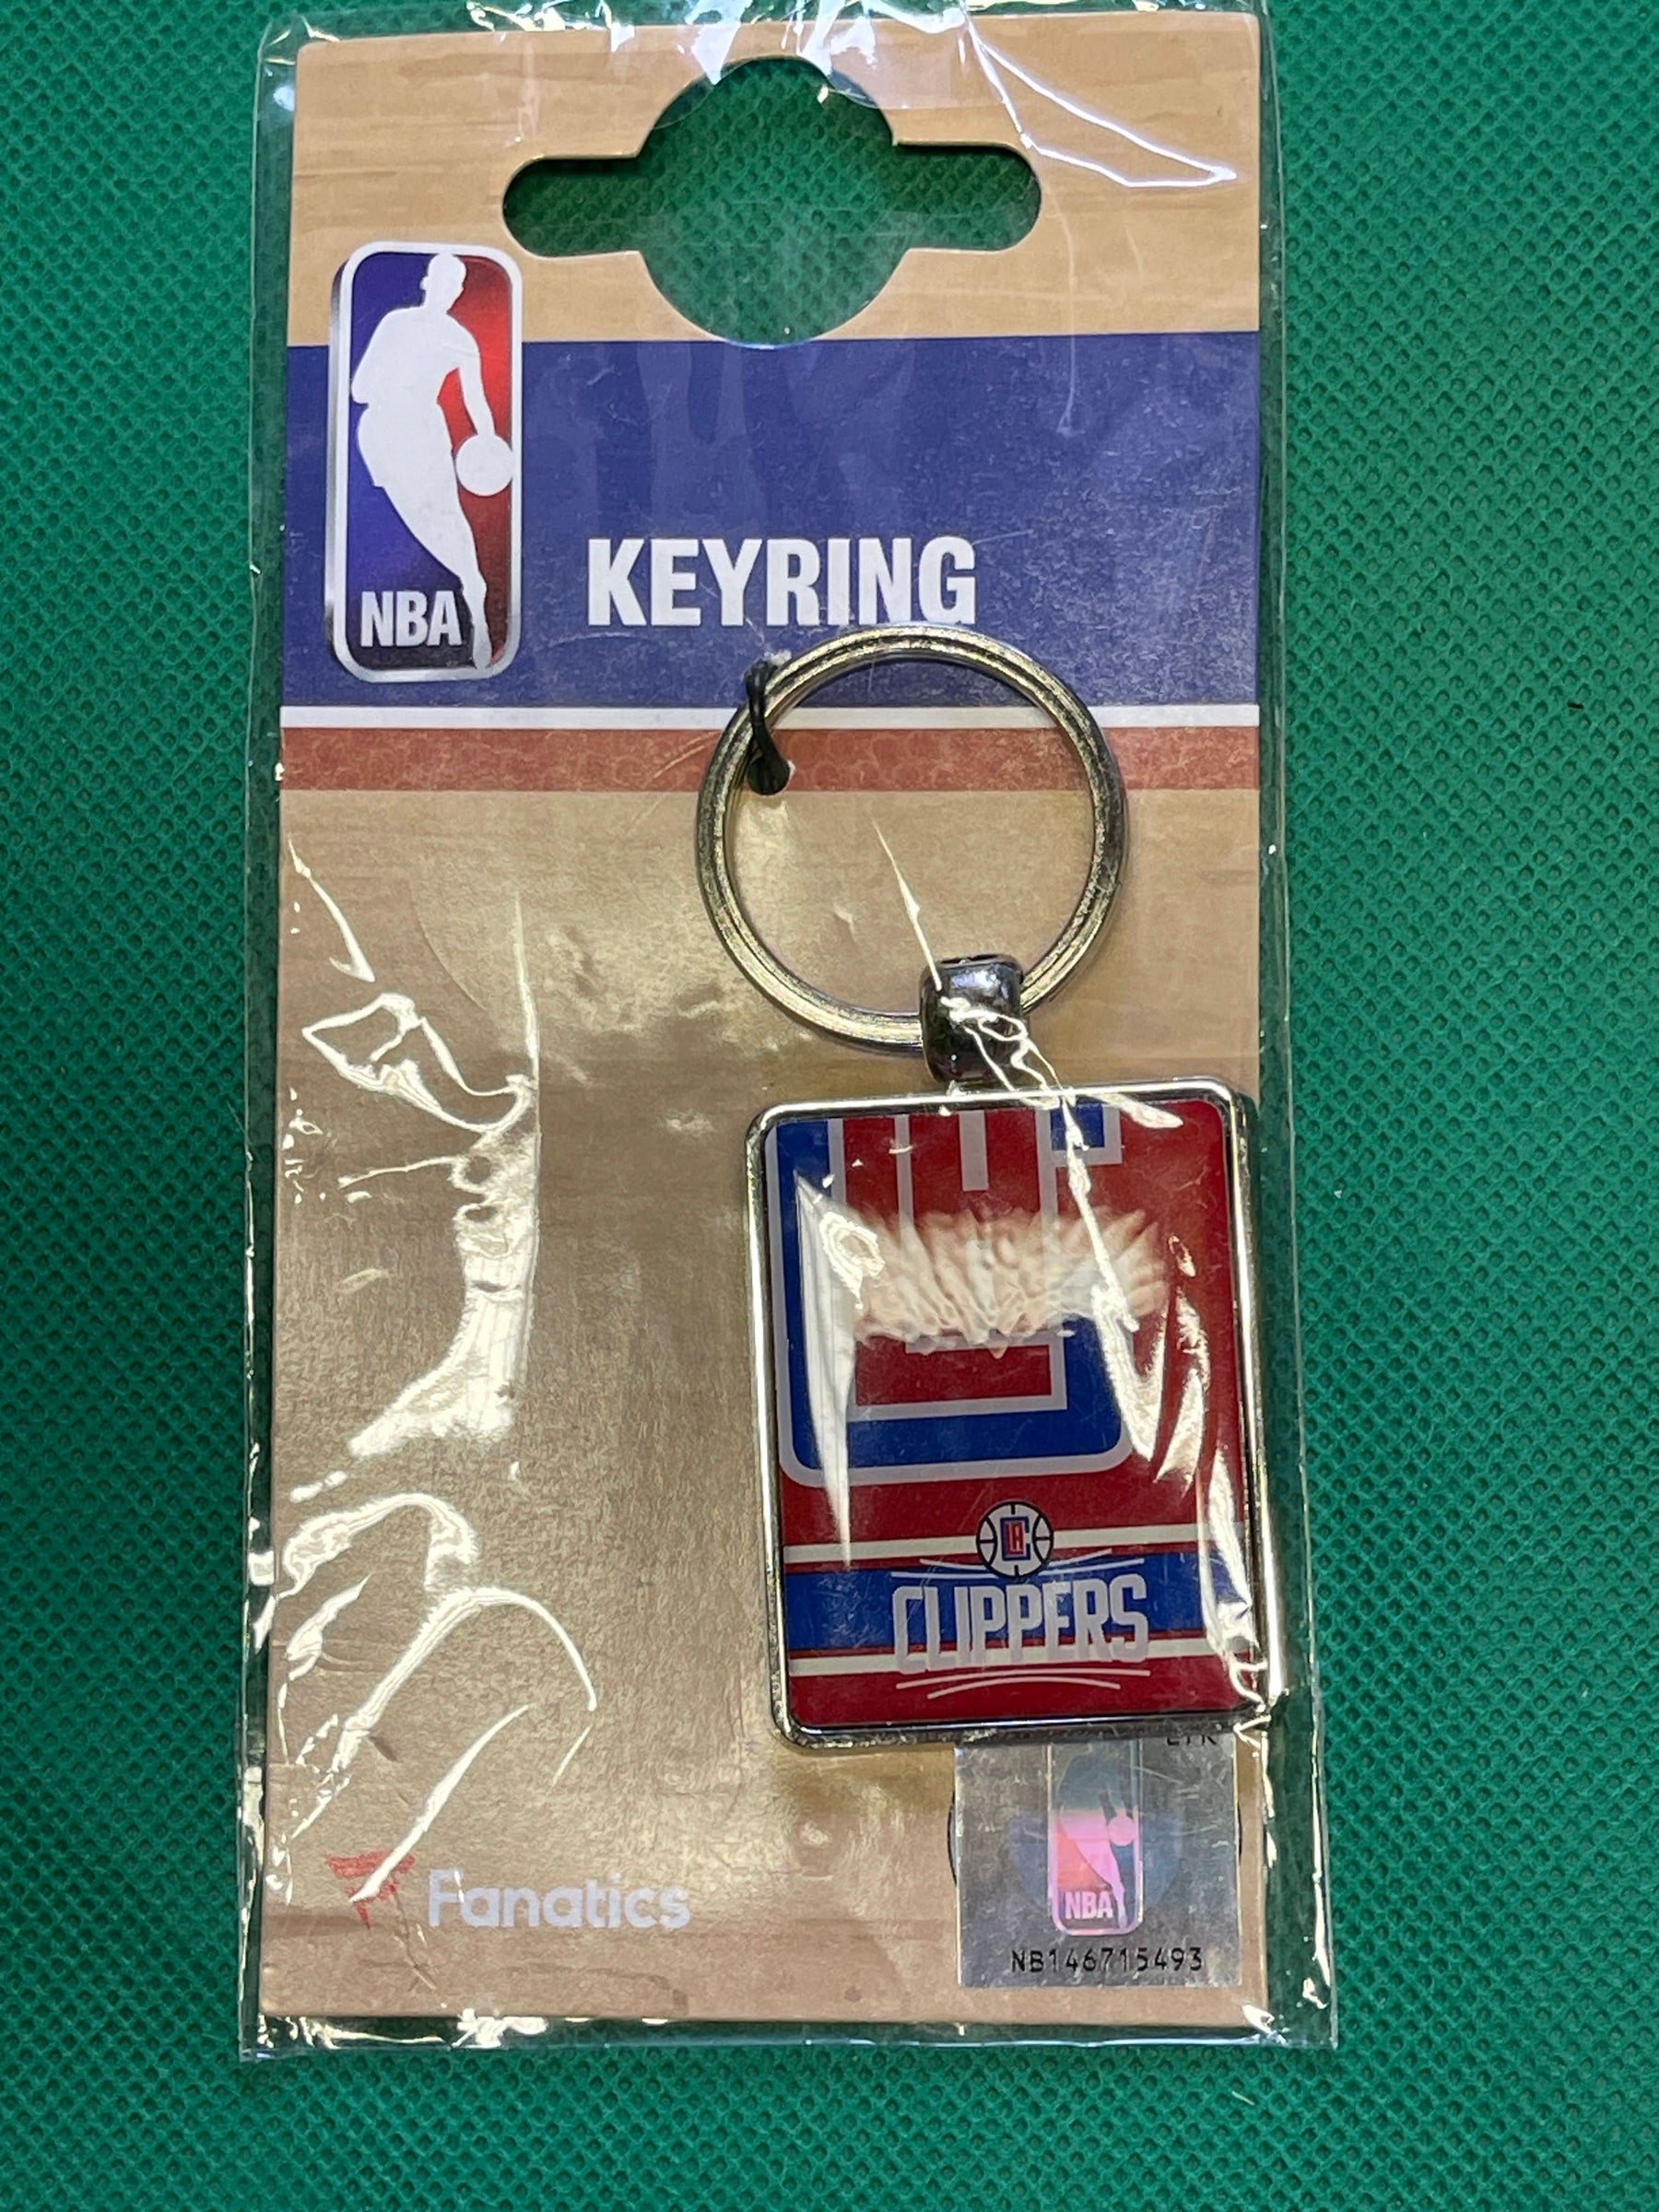 KEYRING
NBA
CLIPPERS
Fanatics
NBA
NB146715493